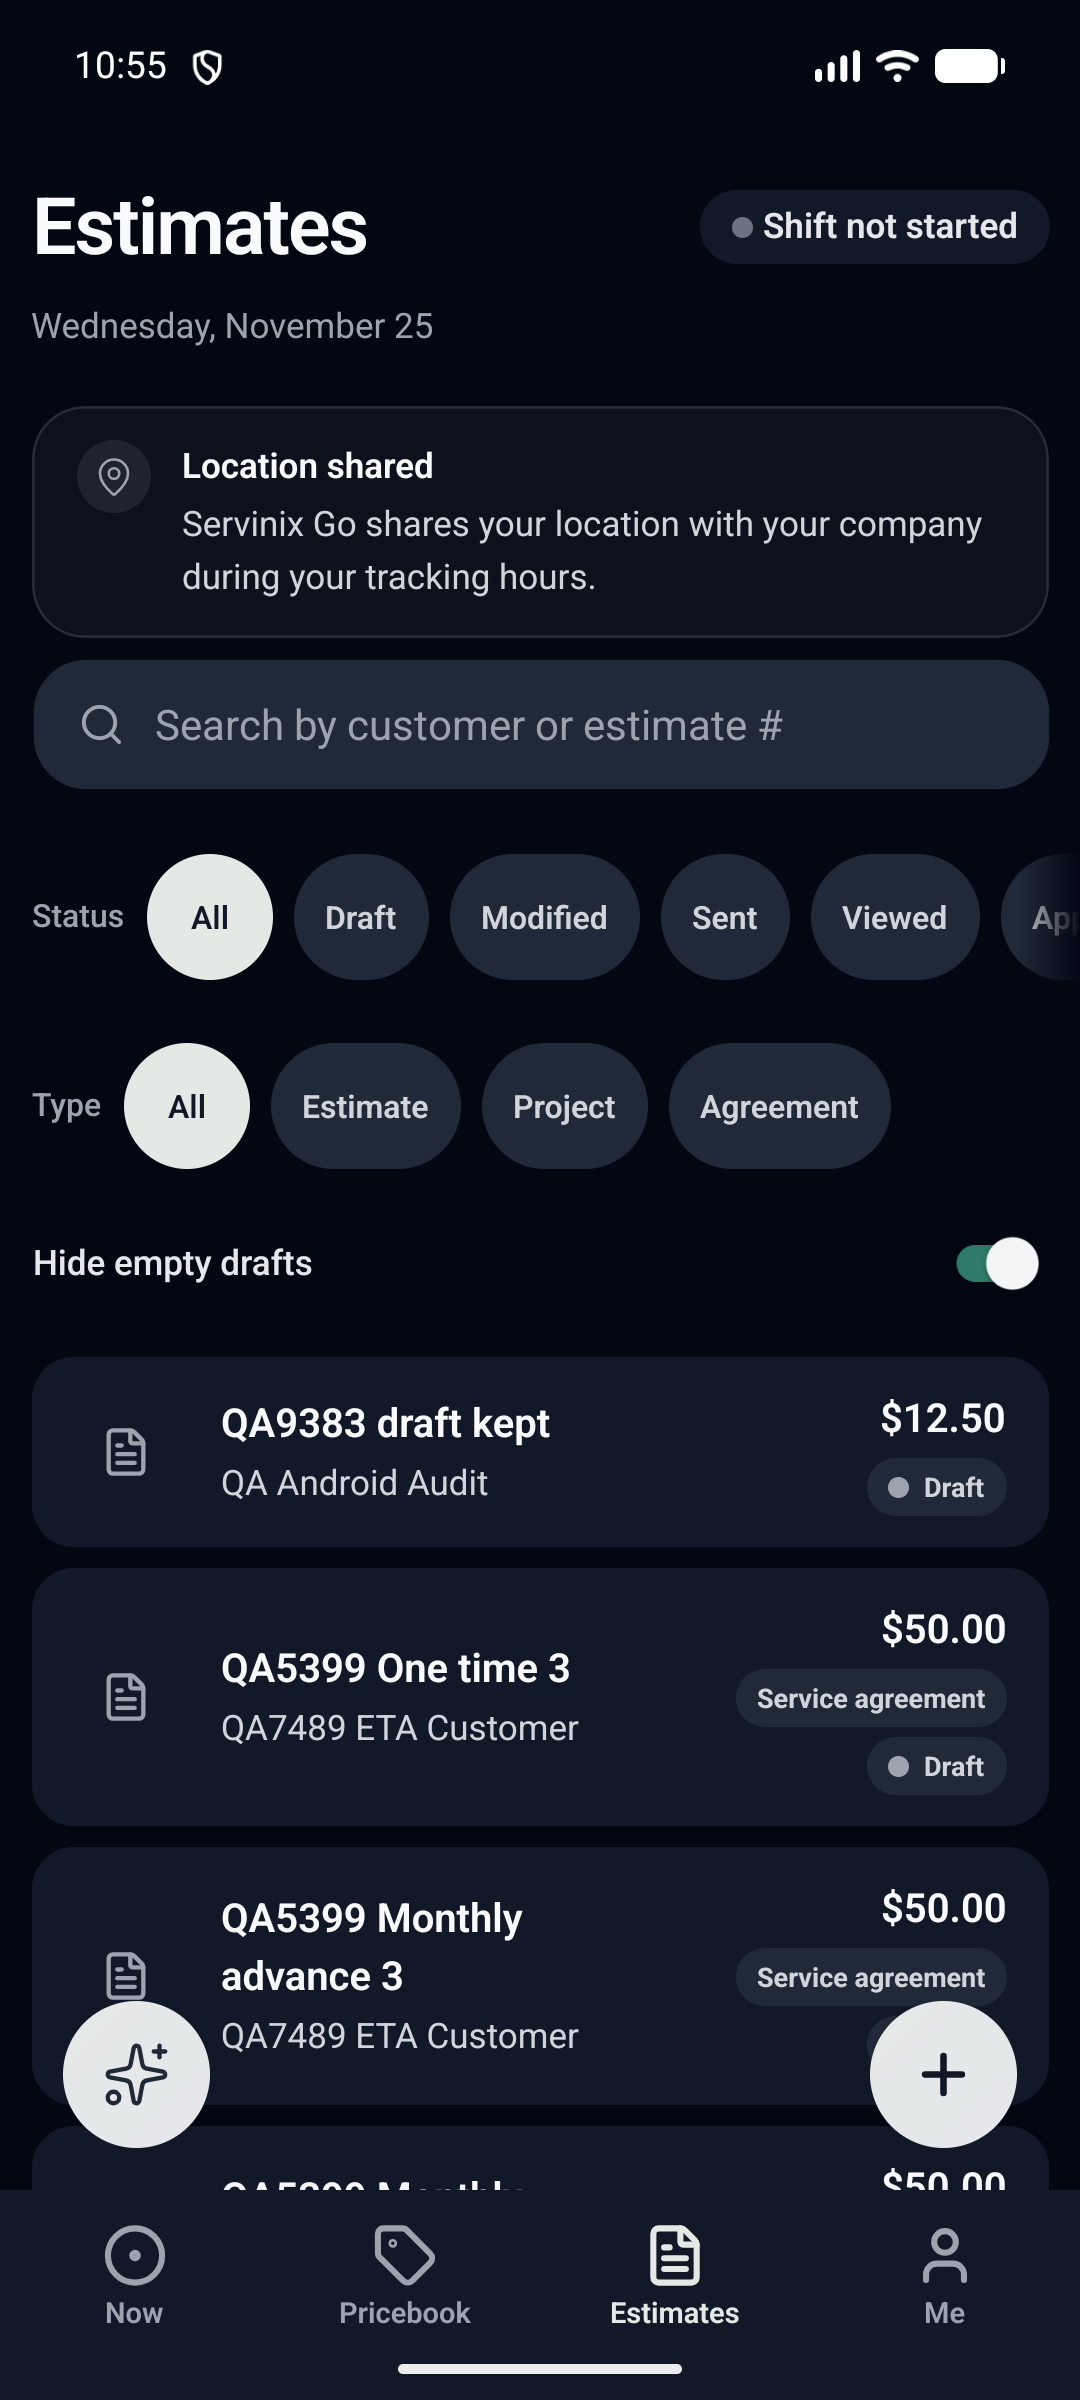 10:55
Estimates
Shift not started
Wednesday, November 25
Location shared
Servinix Go shares your location with your company
during your tracking hours.
Search by customer or estimate #
Status All Draft Modified Sent Viewed
Type All Estimate Project Agreement
Hide empty drafts
QA9383 draft kept
QA Android Audit
$12.50
Draft
QA5399 One time 3
QA7489 ETA Customer
$50.00
Service agreement
Draft
QA5399 Monthly
advance 3
QA7489 ETA Customer
$50.00
Service agreement
QA5399 Monthly
$50.00
Now Pricebook Estimates Me